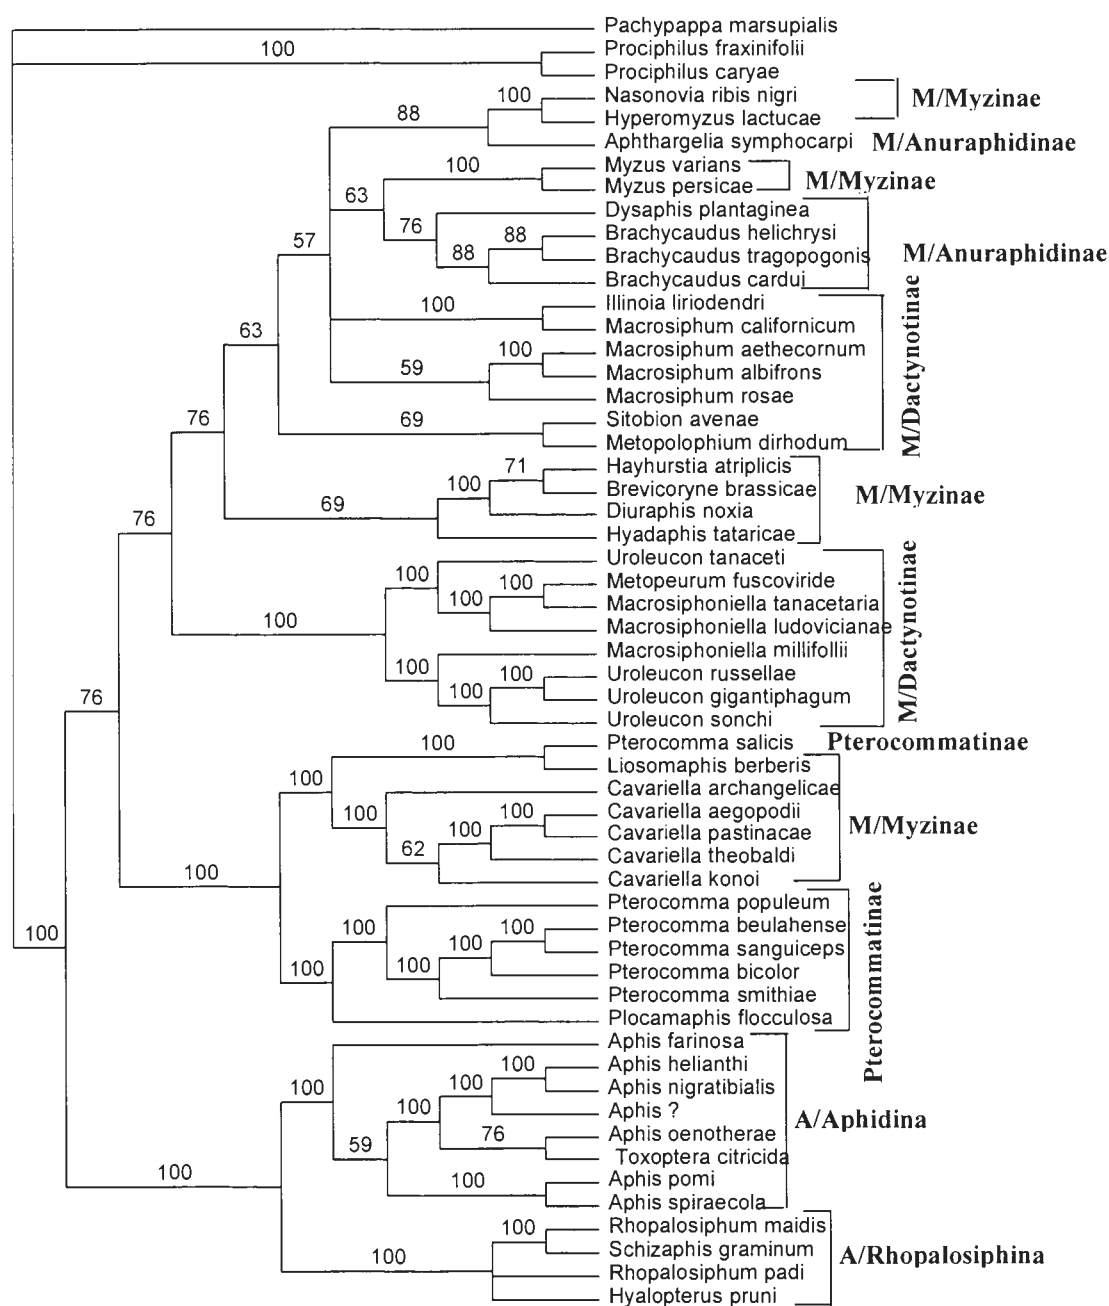 Pachypappa marsupialis
100
Prociphilus fraxinifolii
Prociphilus caryae
100
Nasonovia ribis nigri
M/Myzinae
88
Hyperomyzus lactucae
Aphthargelia symphocarpi
M/Anuraphidinae
100
Myzus varians
Myzus persicae
M/Myzinae
63
Dysaphis plantaginea
76
88
Brachycaudus helichrysi
57
88
Brachycaudus tragopogonis
M/Anuraphidinae
Brachycaudus cardui
100
Illinoia liriodendri
63
Macrosiphum californicum
100
Macrosiphum aethecornum
59
Macrosiphum albifrons
Macrosiphum rosae
M/Dactynotinae
76
69
Sitobion avenae
Metopolophium dirhodum
71
Hayhurstia atriplicis
100
Brevicoryne brassicae
M/Myzinae
69
Diuraphis noxia
76
Hyadaphis tataricae
Uroleucon tanaceti
100
100
Metopeurum fuscoviride
100
Macrosiphoniella tanacetaria
100
Macrosiphoniella ludovicianae
M/Dactynotinae
Macrosiphoniella millifollii
100
100
Uroleucon russellae
76
100
Uroleucon gigantiphagum
Uroleucon sonchi
100
Pterocomma salicis
Pterocommatinae
Liosomaphis berberis
100
Cavariella archangelicae
100
100
Cavariella aegopodii
100
Cavariella pastinacae
M/Myzinae
62
Cavariella theobaldi
100
Cavariella konoi
Pterocomma populeum
100
100
Pterocomma beulahense
100
100
Pterocomma sanguiceps
100
100
Pterocomma bicolor
Pterocomma smithiae
Plocamaphis flocculosa
Pterocommatinae
Aphis farinosa
100
100
Aphis helianthi
100
Aphis nigratibialis
100
Aphis ?
A/Aphidina
59
76
Aphis oenotherae
Toxoptera citricida
100
100
Aphis pomi
Aphis spiraecola
100
Rhopalosiphum maidis
100
Schizaphis graminum
A/Rhopalosiphina
Rhopalosiphum padi
Hyalopterus pruni